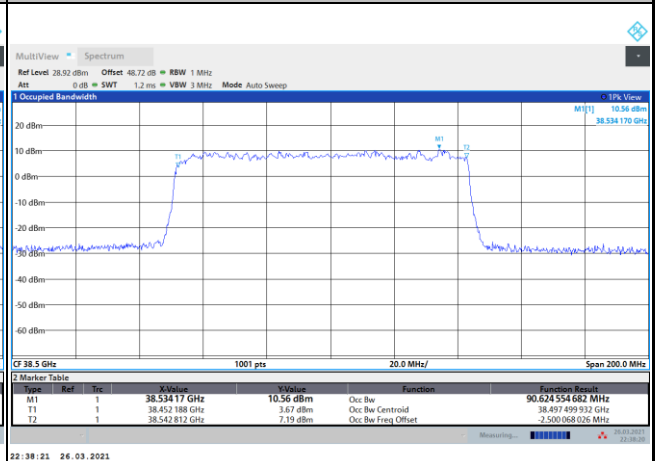 MultiView Spectrum
Ref Level 28.92 dBm Offset 48.72 dB RBW 1 MHz
Att 0 dB SWT 1.2 ms VBW 3 MHz Mode Auto Sweep
1 Occupied Bandwidth 1Pk View
M1[1] 10.56 dBm
38.534 170 GHz
20 dBm
M1
10 dBm
T1
T2
0 dBm
-10 dBm
-20 dBm
-30 dBm
-40 dBm
-50 dBm
-60 dBm
CF 38.5 GHz 1001 pts 20.0 MHz/ Span 200.0 MHz
2 Marker Table
Type Ref Trc X-Value Y-Value Function Function Result
M1 1 38.534 17 GHz 10.56 dBm Occ Bw 90.624 554 682 MHz
T1 1 38.452 188 GHz 3.67 dBm Occ Bw Centroid 38.497 499 932 GHz
T2 1 38.542 812 GHz 7.19 dBm Occ Bw Freq Offset -2.500 068 026 MHz
Measuring... 26.03.2021
22:38:20
22:38:21 26.03.2021